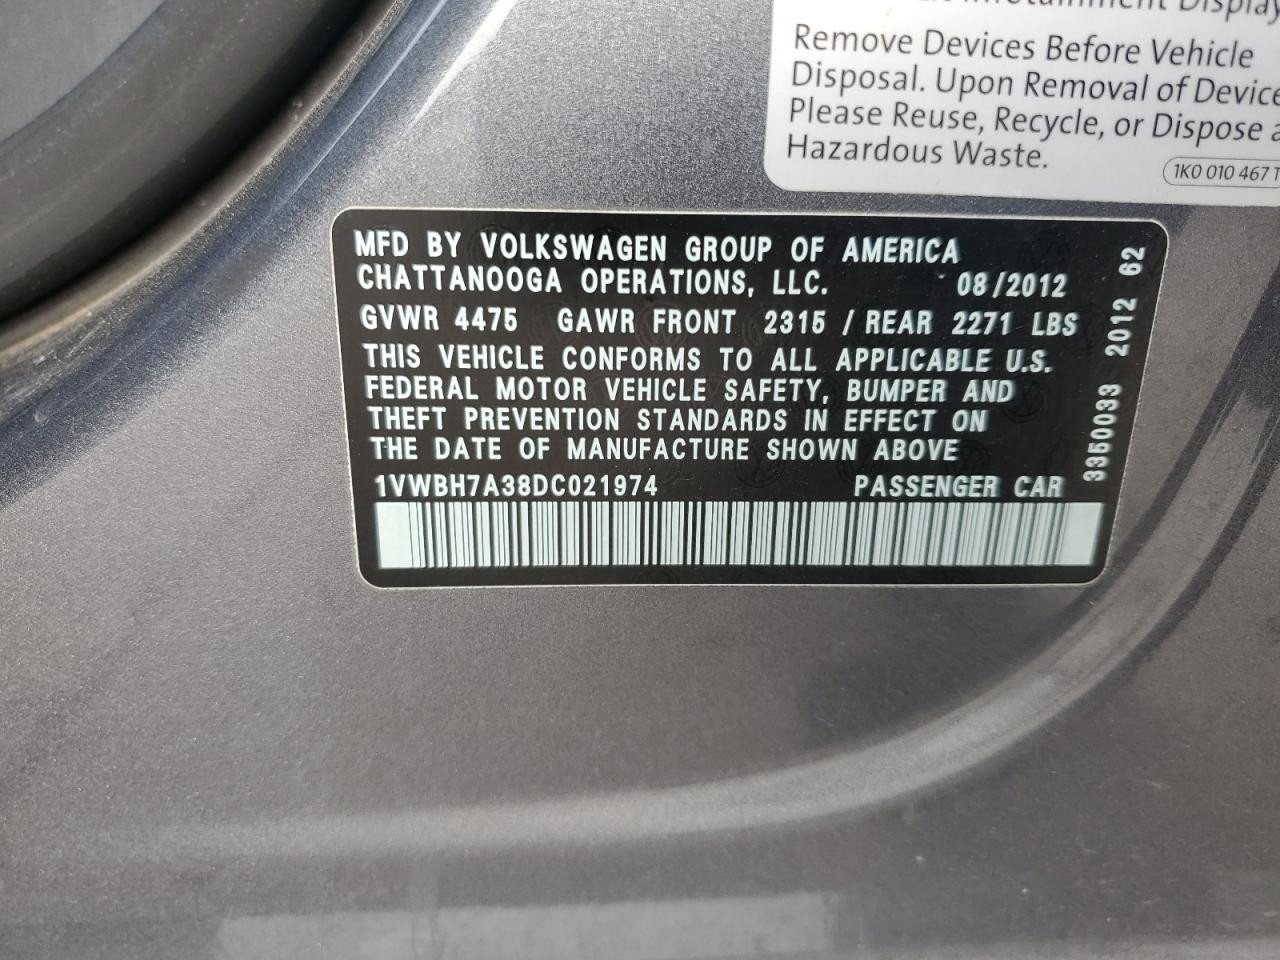 Infotainment Display
Remove Devices Before Vehicle
Disposal. Upon Removal of Device
Please Reuse, Recycle, or Dispose a
Hazardous Waste.
1K0 010 467 T
MFD BY VOLKSWAGEN GROUP OF AMERICA
CHATTANOOGA OPERATIONS, LLC. 08/2012
GVWR 4475 GAWR FRONT 2315 / REAR 2271 LBS
THIS VEHICLE CONFORMS TO ALL APPLICABLE U.S.
FEDERAL MOTOR VEHICLE SAFETY, BUMPER AND
THEFT PREVENTION STANDARDS IN EFFECT ON
THE DATE OF MANUFACTURE SHOWN ABOVE
1VWBH7A38DC021974 PASSENGER CAR
3350033 2012 62